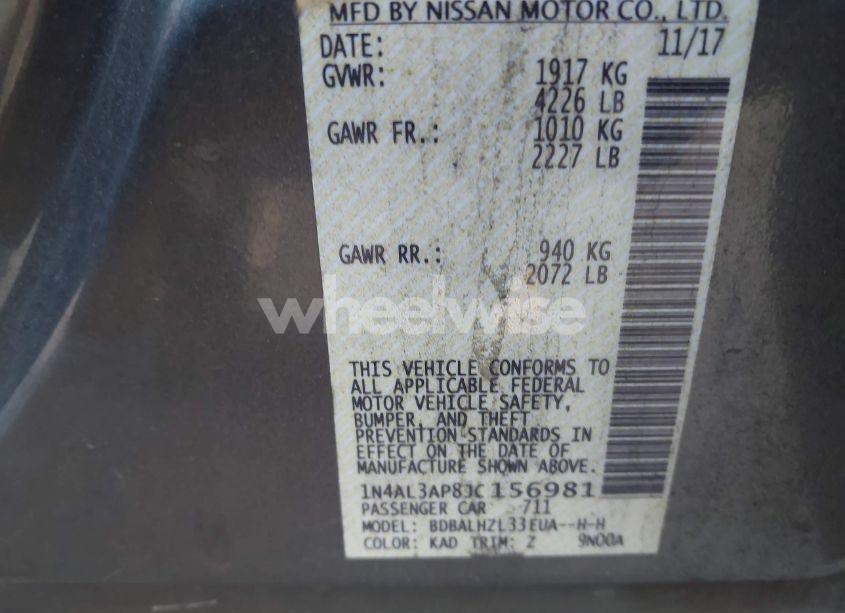 MFD BY NISSAN MOTOR CO., LTD.
DATE: 11/17
GVWR: 1917 KG
4226 LB
GAWR FR.: 1010 KG
2227 LB
GAWR RR.: 940 KG
2072 LB
wheelwise
THIS VEHICLE CONFORMS TO
ALL APPLICABLE FEDERAL
MOTOR VEHICLE SAFETY,
BUMPER, AND THEFT
PREVENTION STANDARDS IN
EFFECT ON THE DATE OF
MANUFACTURE SHOWN ABOVE.
1N4AL3AP8JC156981
PASSENGER CAR 711
MODEL: BDBALHZL33EUA--H-H
COLOR: KAD TRIM: Z 9N00A